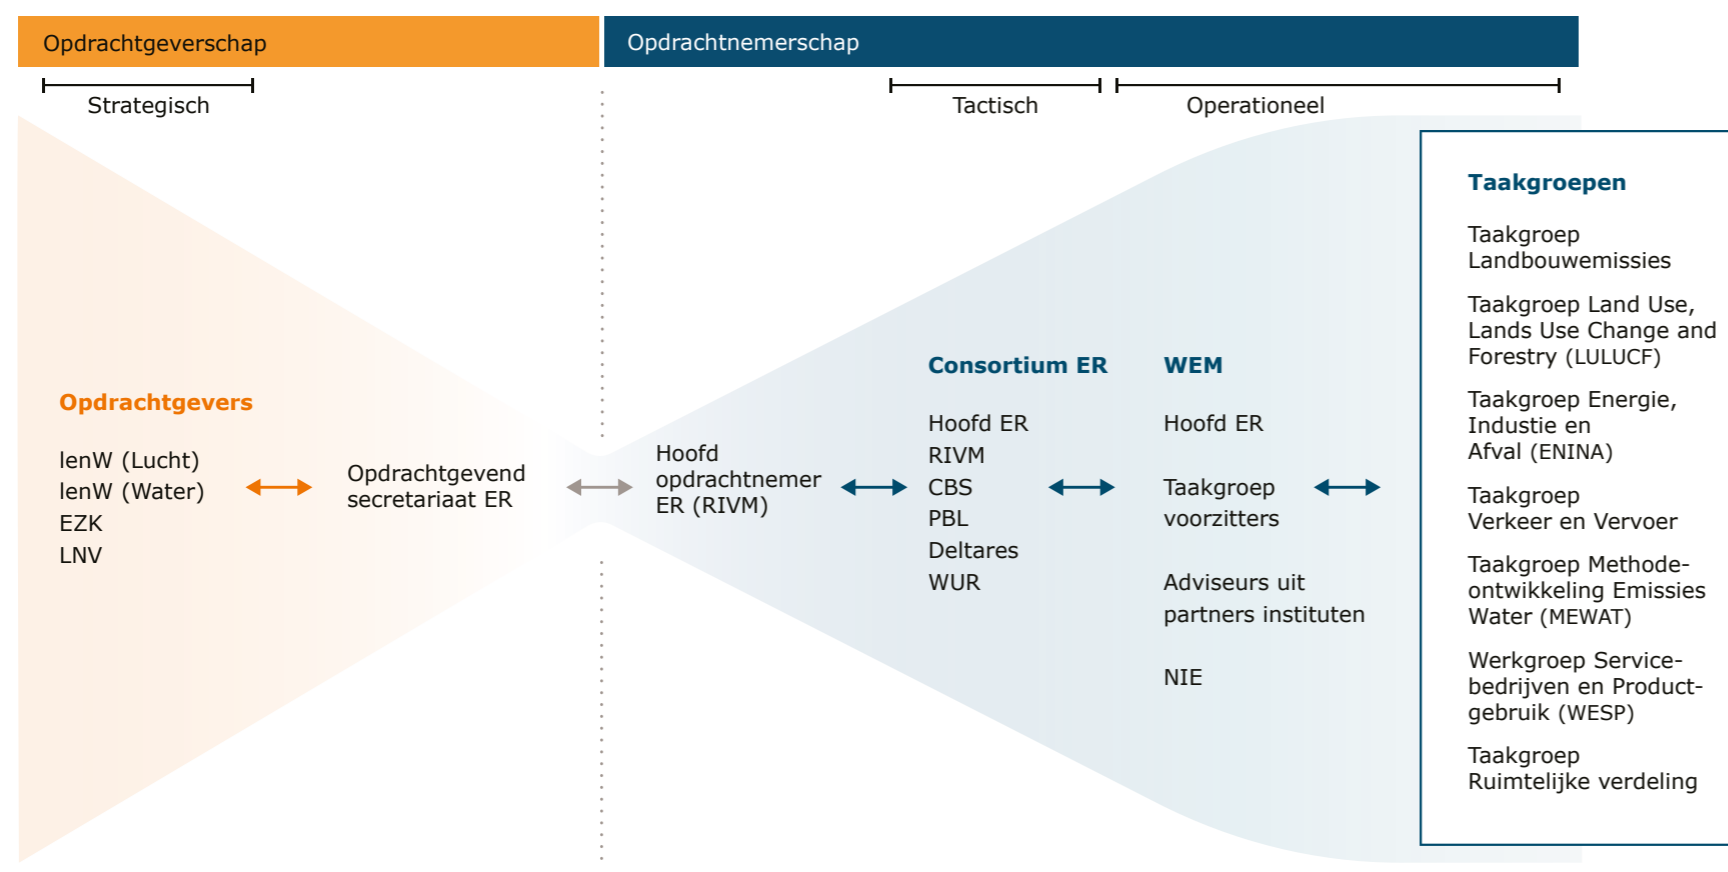 Opdrachtgeverschap
Opdrachtnemerschap
Strategisch
Tactisch
Operationeel
Opdrachtgevers
IenW (Lucht)
IenW (Water)
EZK
LNV
Opdrachtgevend
secretariaat ER
Hoofd
opdrachtnemer
ER (RIVM)
Consortium ER
Hoofd ER
RIVM
CBS
PBL
Deltares
WUR
WEM
Hoofd ER
Taakgroep
voorzitters
Adviseurs uit
partners instituten
NIE
Taakgroepen
Taakgroep
Landbouwemissies
Taakgroep Land Use,
Lands Use Change and
Forestry (LULUCF)
Taakgroep Energie,
Industie en
Afval (ENINA)
Taakgroep
Verkeer en Vervoer
Taakgroep Methode-
ontwikkeling Emissies
Water (MEWAT)
Werkgroep Service-
bedrijven en Product-
gebruik (WESP)
Taakgroep
Ruimtelijke verdeling